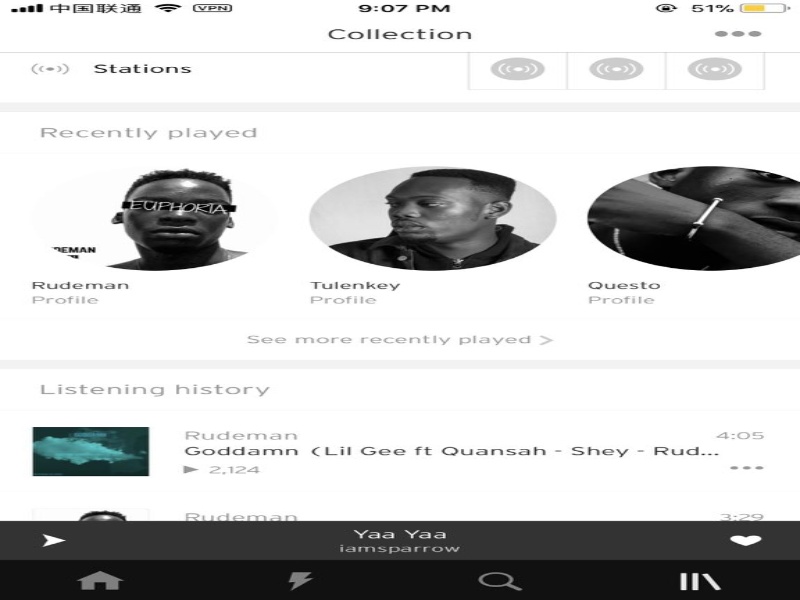 中国联通 VPN 9:07 PM 51%
Collection
Stations
Recently played
EUPHORIA
Rudeman
Profile
Tulenkey
Profile
Questo
Profile
See more recently played >
Listening history
Rudeman 4:05
Goddamn (Lil Gee ft Quansah - Shey - Rud...
2,124
Rudeman 3:29
Yaa Yaa
iamsparrow